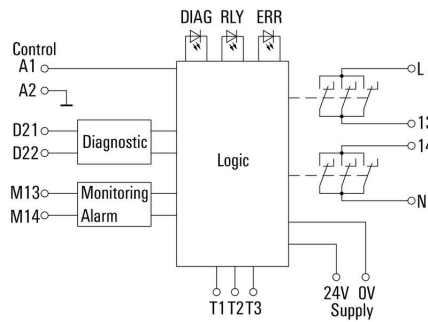 DIAG RLY ERR
Control
A1
A2
D21
D22
Diagnostic
M13
M14
Monitoring
Alarm
Logic
L
13
14
N
T1 T2 T3
24V 0V
Supply